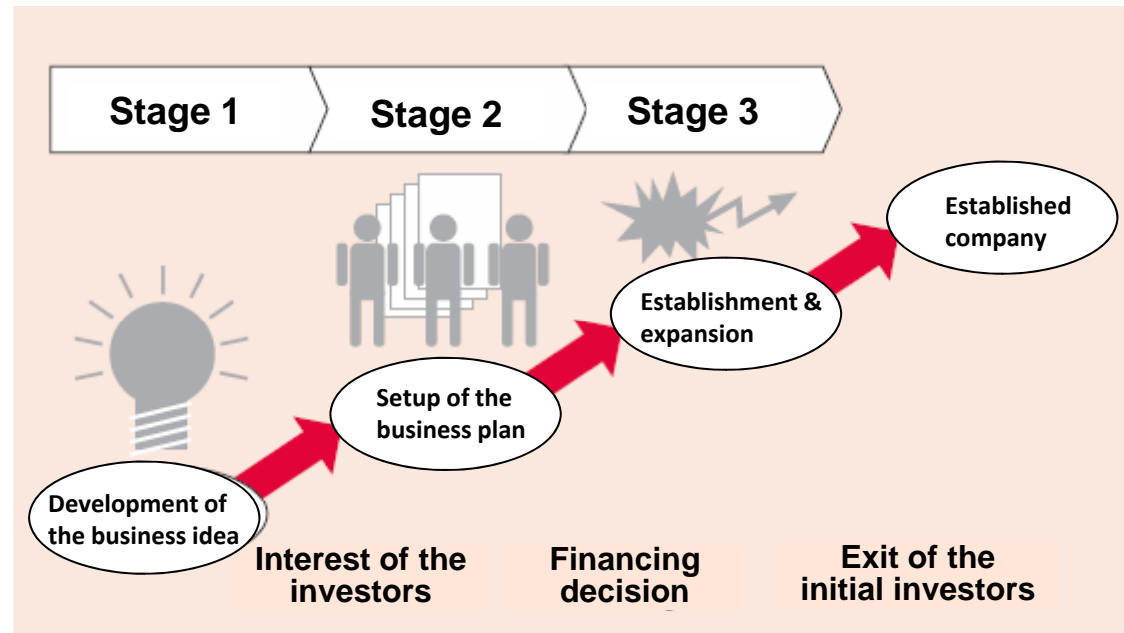 Stage 1
Stage 2
Stage 3
Established
company
Establishment &
expansion
Setup of the
business plan
Development of
the business idea
Interest of the
investors
Financing
decision
Exit of the
initial investors